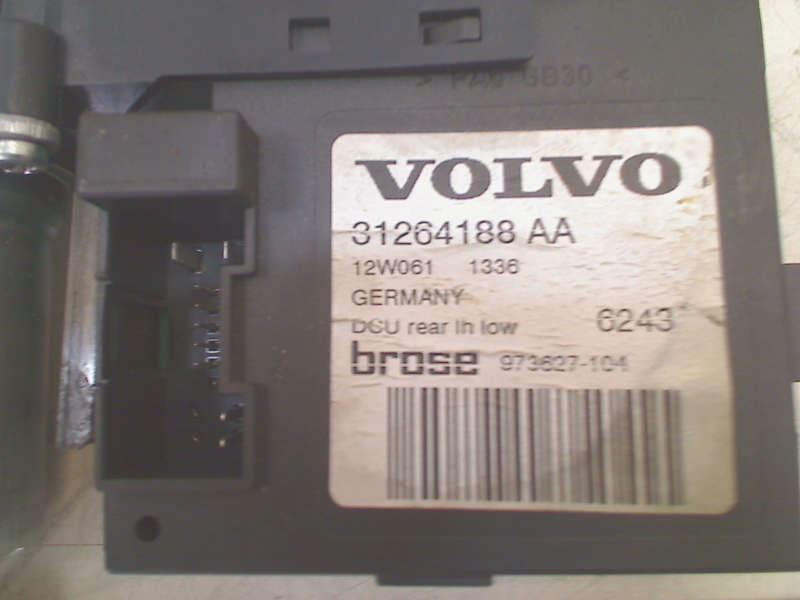 > PA6 GB30 <
VOLVO
31264188 AA
12W061 1336
GERMANY
DCU rear lh low 6243
brose 973627-104